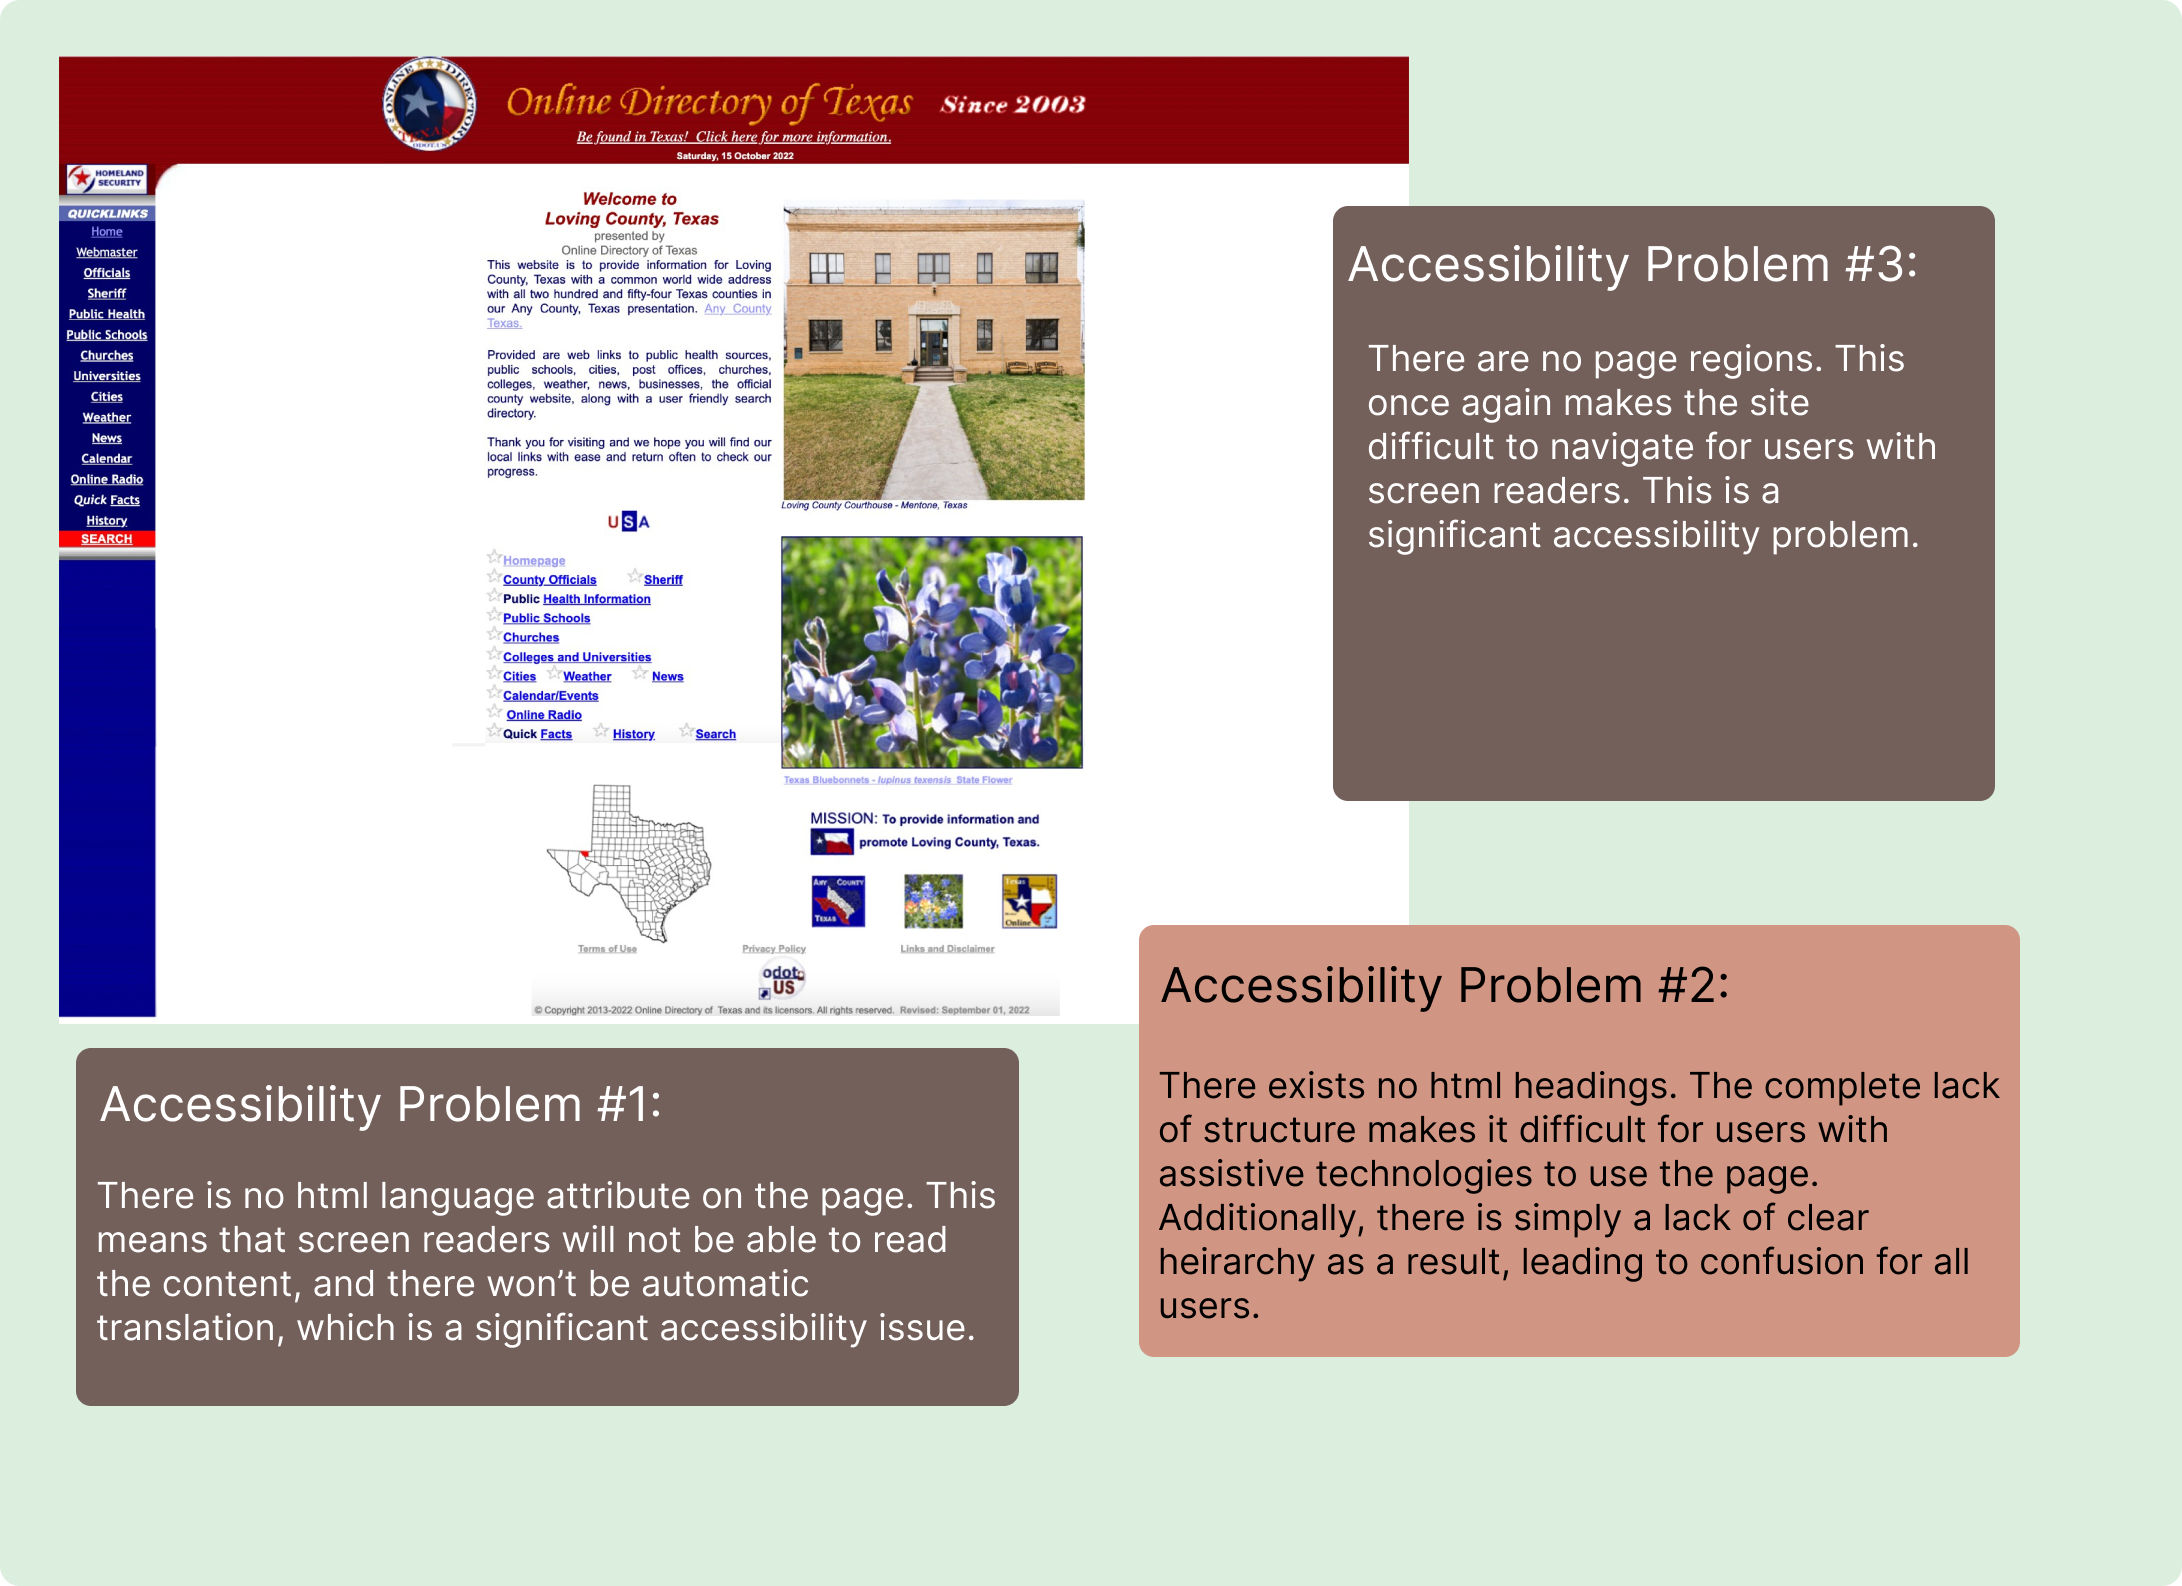 ONLINE DIRECTORY
OF TEXAS
ODOT.US
Online Directory of Texas Since 2003
Be found in Texas! Click here for more information.
Saturday, 15 October 2022
HOMELAND
SECURITY
QUICKLINKS
Home
Webmaster
Officials
Sheriff
Public Health
Public Schools
Churches
Universities
Cities
Weather
News
Calendar
Online Radio
Quick Facts
History
SEARCH
Welcome to
Loving County, Texas
presented by
Online Directory of Texas
This website is to provide information for Loving
County, Texas with a common world wide address
with all two hundred and fifty-four Texas counties in
our Any County, Texas presentation. Any County
Texas.
Provided are web links to public health sources,
public schools, cities, post offices, churches,
colleges, weather, news, businesses, the official
county website, along with a user friendly search
directory.
Thank you for visiting and we hope you will find our
local links with ease and return often to check our
progress.
USA
Homepage
County Officials Sheriff
Public Health Information
Public Schools
Churches
Colleges and Universities
Cities Weather News
Calendar/Events
Online Radio
Quick Facts History Search
Loving County Courthouse - Mentone, Texas
Texas Bluebonnets - lupinus texensis State Flower
MISSION: To provide information and
promote Loving County, Texas.
ANY COUNTY
TEXAS
Texas
Online
Terms of Use Privacy Policy Links and Disclaimer
odot
US
© Copyright 2013-2022 Online Directory of Texas and its licensors. All rights reserved. Revised: September 01, 2022
Accessibility Problem #3:
There are no page regions. This
once again makes the site
difficult to navigate for users with
screen readers. This is a
significant accessibility problem.
Accessibility Problem #2:
There exists no html headings. The complete lack
of structure makes it difficult for users with
assistive technologies to use the page.
Additionally, there is simply a lack of clear
heirarchy as a result, leading to confusion for all
users.
Accessibility Problem #1:
There is no html language attribute on the page. This
means that screen readers will not be able to read
the content, and there won’t be automatic
translation, which is a significant accessibility issue.